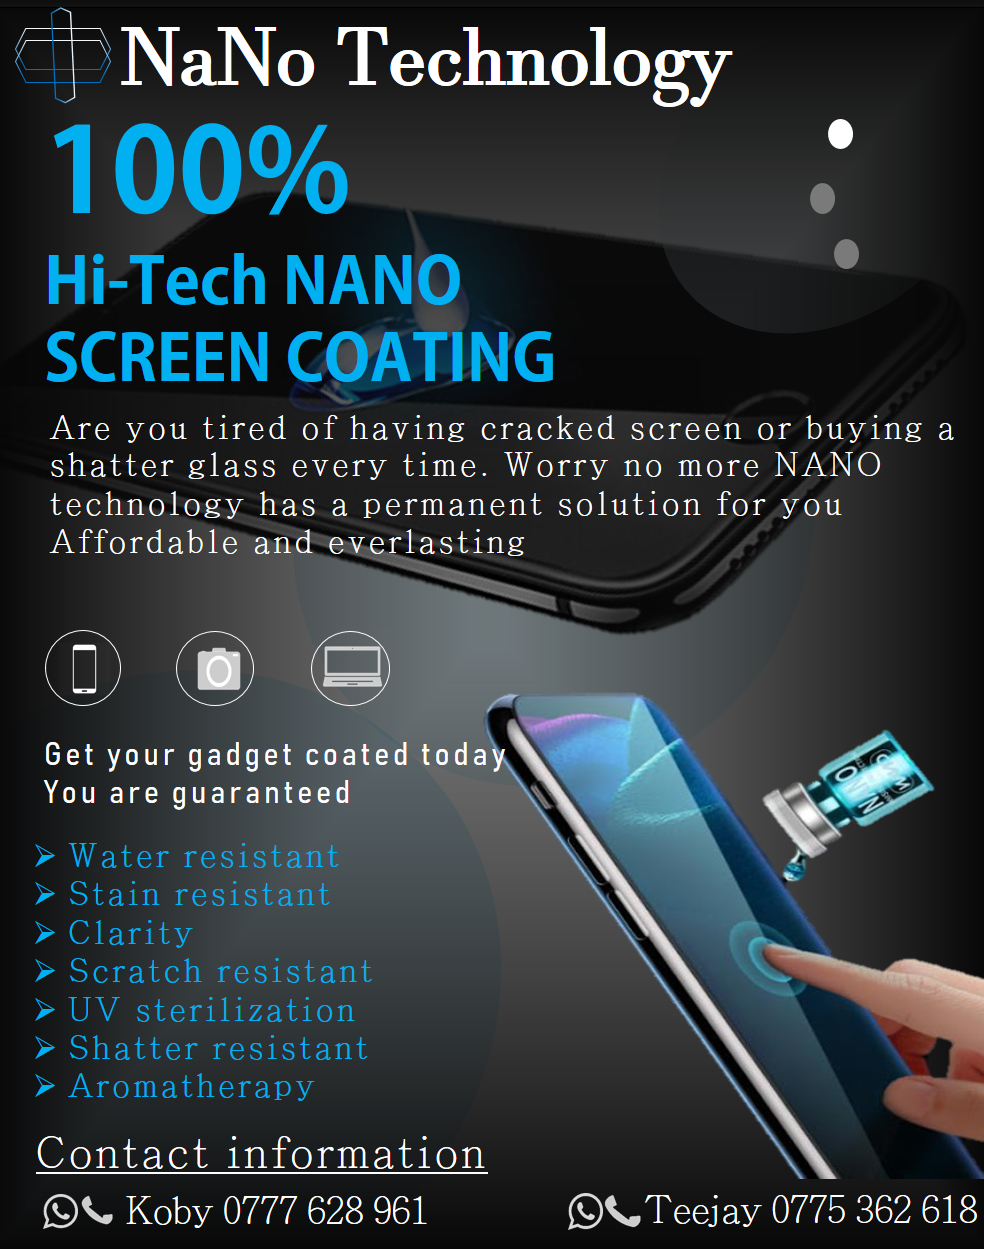 NaNo Technology
100%
Hi-Tech NANO
SCREEN COATING
Are you tired of having cracked screen or buying a
shatter glass every time. Worry no more NANO
technology has a permanent solution for you
Affordable and everlasting
Get your gadget coated today
You are guaranteed
Water resistant
Stain resistant
Clarity
Scratch resistant
UV sterilization
Shatter resistant
Aromatherapy
Contact information
Koby 0777 628 961
Teejay 0775 362 618